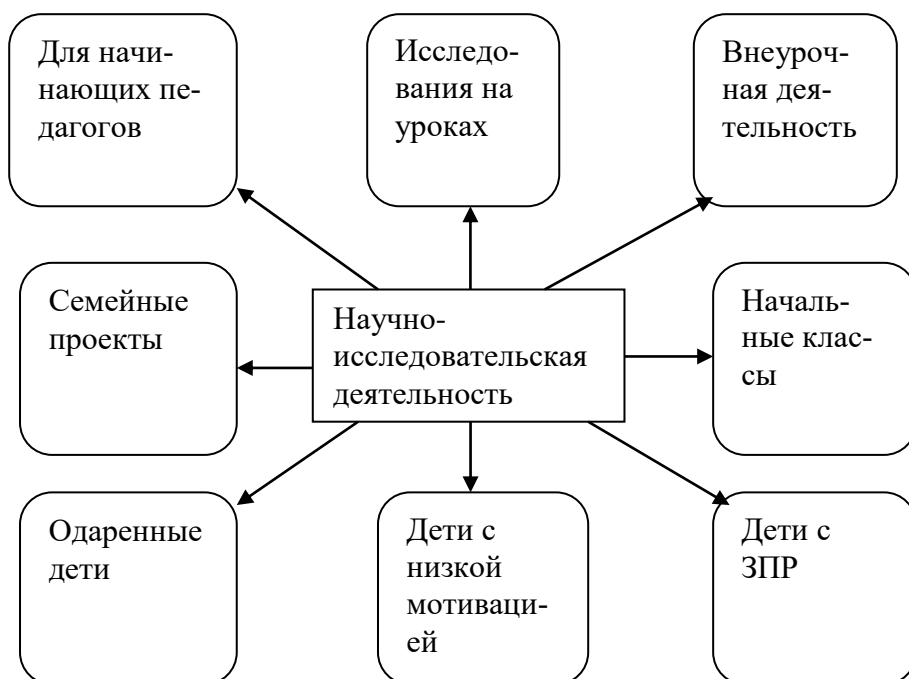 Для начи-
нающих пе-
дагогов
Исследо-
вания на
уроках
Внеуроч-
ная дея-
тельность
Семейные
проекты
Научно-
исследовательская
деятельность
Началь-
ные клас-
сы
Одаренные
дети
Дети с
низкой
мотиваци-
ей
Дети с
ЗПР